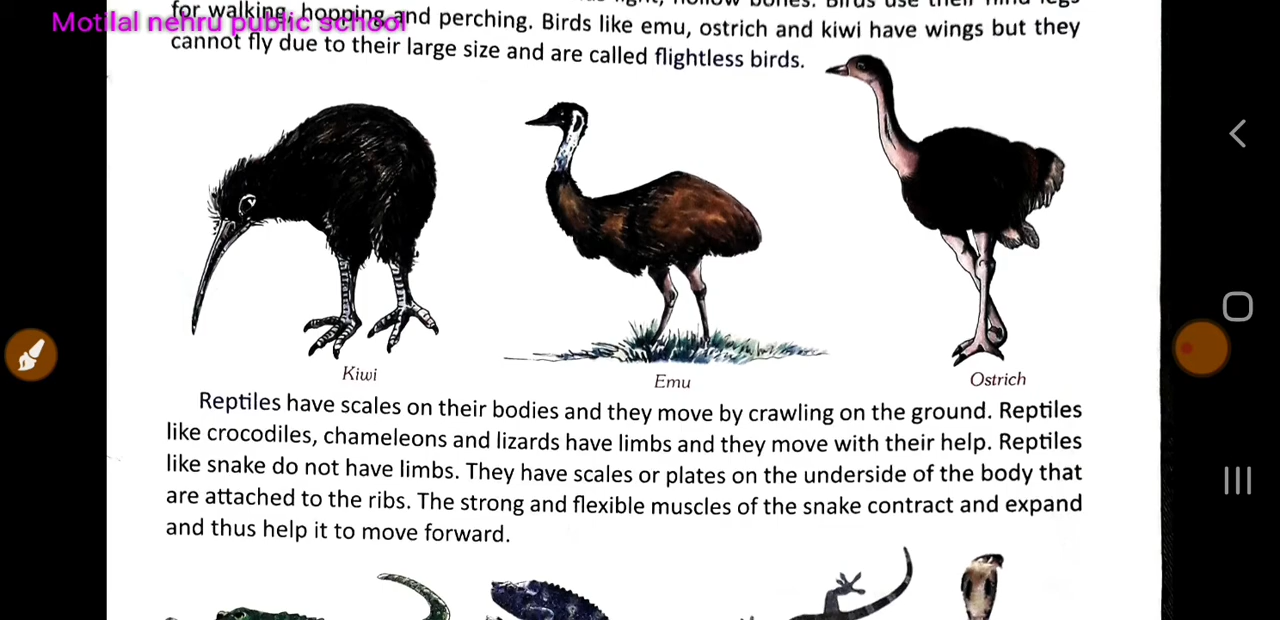 Motilal nehru public school
for walking, hopping and perching. Birds like emu, ostrich and kiwi have wings but they
cannot fly due to their large size and are called flightless birds.
Kiwi
Emu
Ostrich
Reptiles have scales on their bodies and they move by crawling on the ground. Reptiles
like crocodiles, chameleons and lizards have limbs and they move with their help. Reptiles
like snake do not have limbs. They have scales or plates on the underside of the body that
are attached to the ribs. The strong and flexible muscles of the snake contract and expand
and thus help it to move forward.